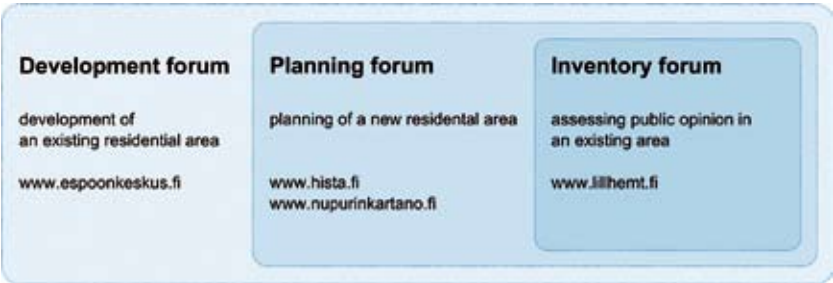 Development forum
development of
an existing residential area
www.espoonkeskus.fi
Planning forum
planning of a new residental area
www.hista.fi
www.nupurinkartano.fi
Inventory forum
assessing public opinion in
an existing area
www.lillhemt.fi